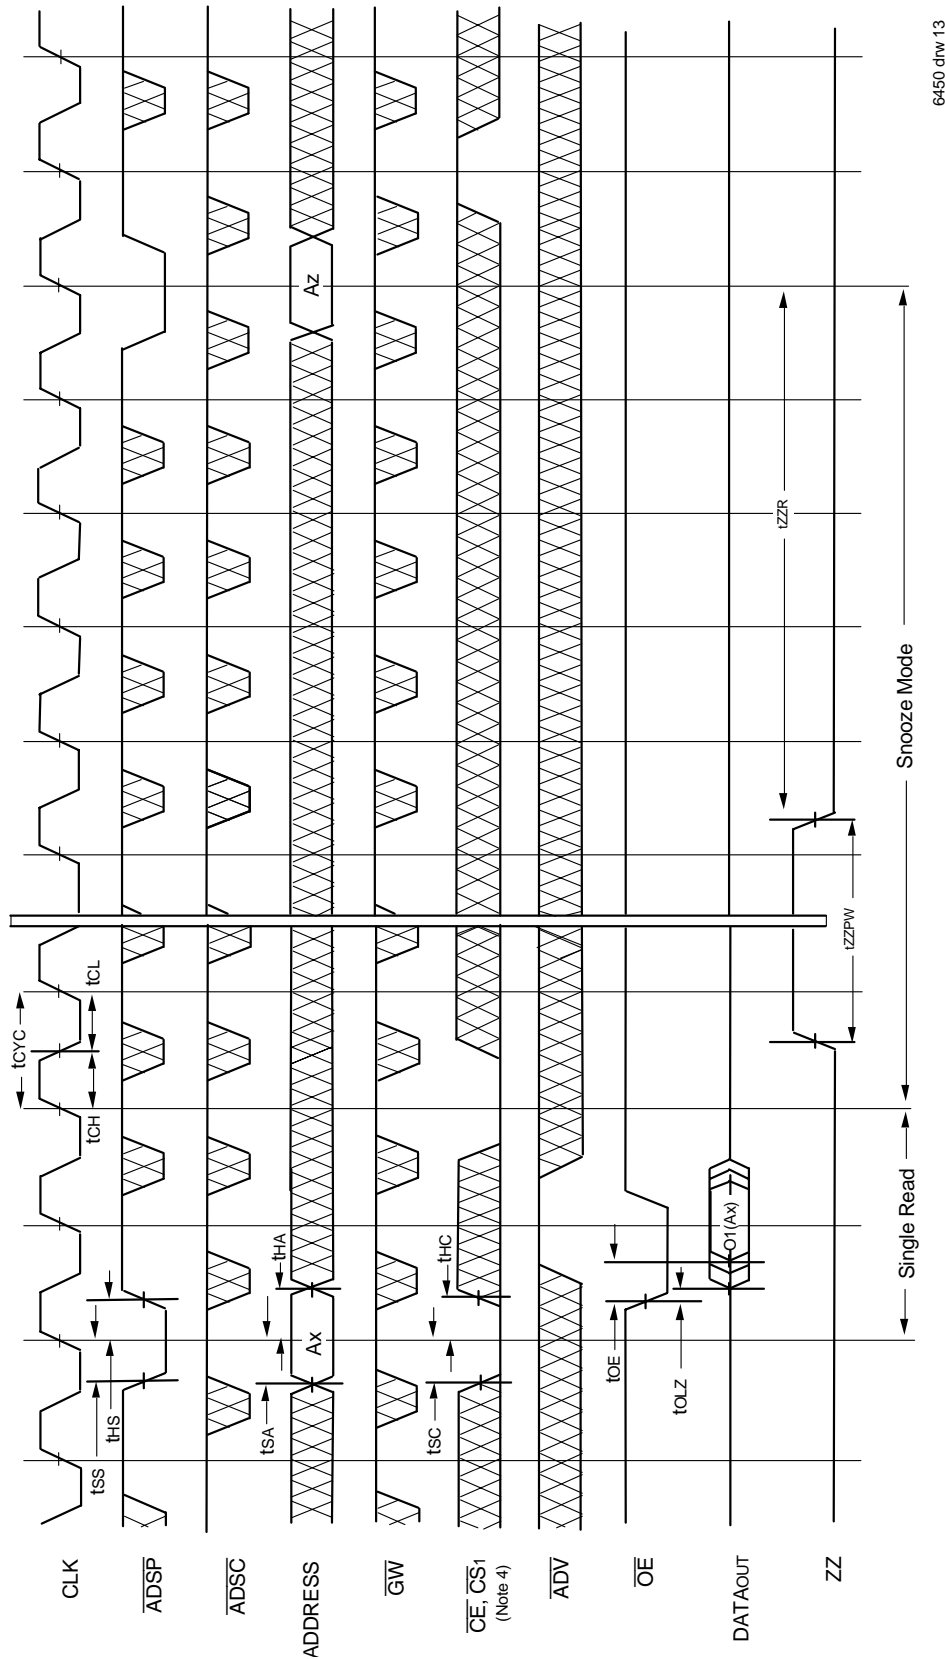 CLK
tSS
tHS
tCH
tCYC
tCL
ADSP
ADSC
ADDRESS
tSA
Ax
tHA
Az
GW
CE, CS1
(Note 4)
tSC
tHC
ADV
OE
tOE
tOLZ
DATAOUT
O1(Ax)
ZZ
tZZPW
tZZR
Single Read
Snooze Mode
6450 drw 13